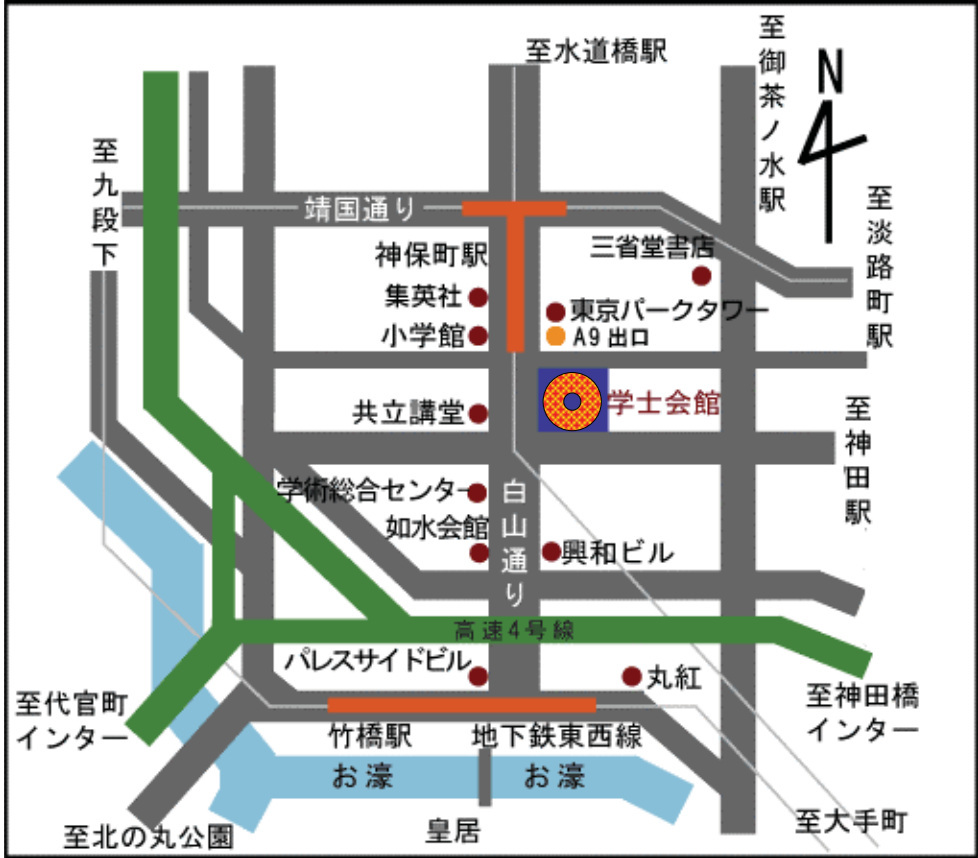 至水道橋駅
至御茶ノ水駅
N
至九段下
靖国通り
至淡路町駅
神保町駅
三省堂書店
集英社
東京パークタワー
小学館
A9出口
学士会館
共立講堂
至神田駅
学術総合センター
白山通り
如水会館
興和ビル
高速4号線
パレスサイドビル
丸紅
至代官町
インター
至神田橋
インター
竹橋駅
地下鉄東西線
お濠
お濠
至北の丸公園
皇居
至大手町